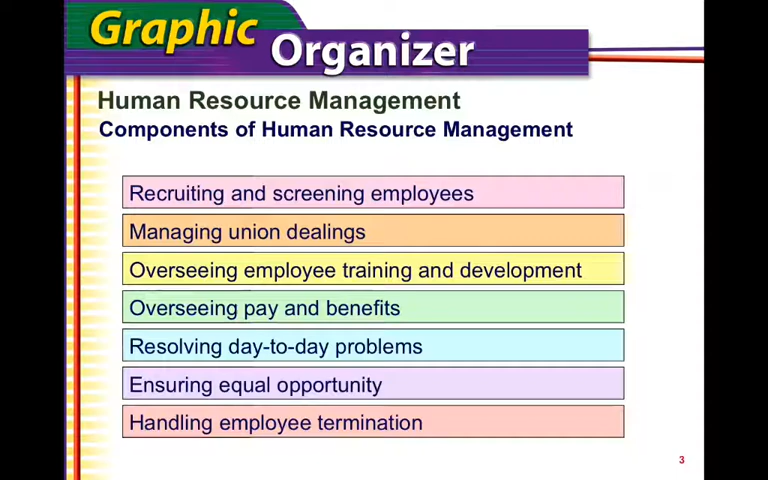 Graphic
Organizer
Human Resource Management
Components of Human Resource Management
Recruiting and screening employees
Managing union dealings
Overseeing employee training and development
Overseeing pay and benefits
Resolving day-to-day problems
Ensuring equal opportunity
Handling employee termination
3